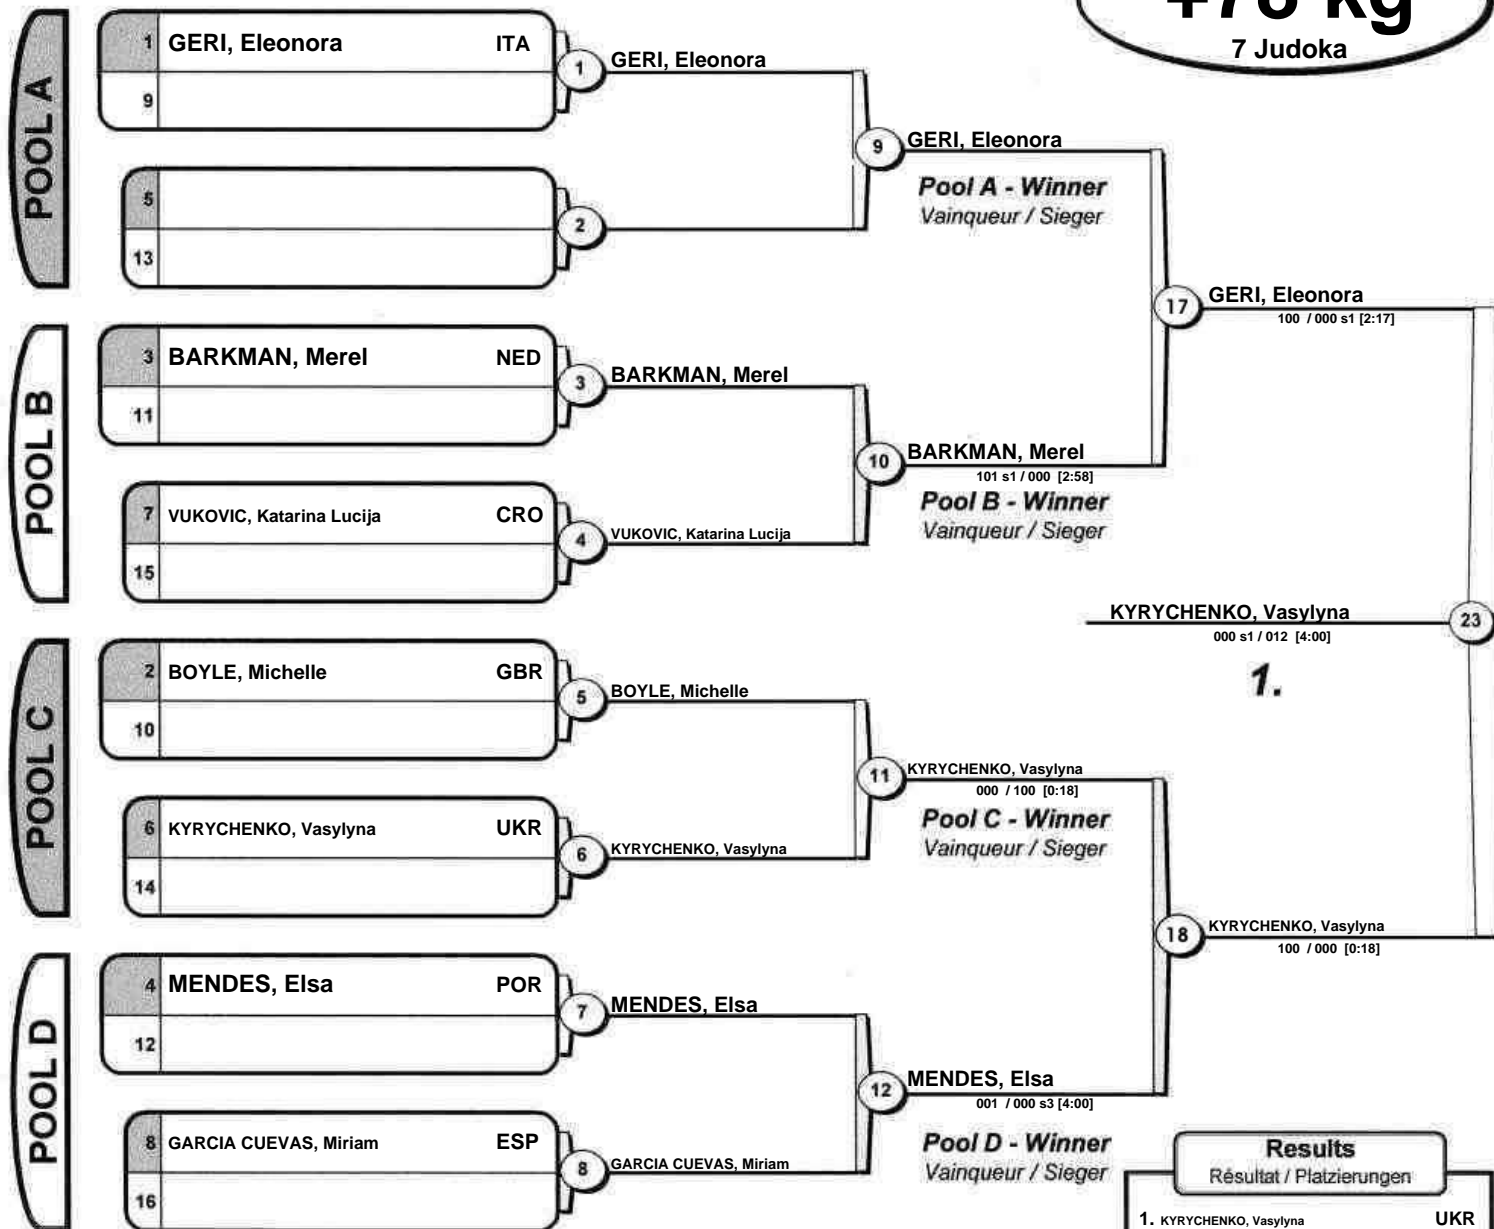 +78 kg
7 Judoka
POOL A
1 GERI, Eleonora ITA
9
5
13
1 GERI, Eleonora
2
9 GERI, Eleonora
Pool A - Winner
Vainqueur / Sieger
POOL B
3 BARKMAN, Merel NED
11
7 VUKOVIC, Katarina Lucija CRO
15
3 BARKMAN, Merel
4 VUKOVIC, Katarina Lucija
10 BARKMAN, Merel
101 s1 / 000 [2:58]
Pool B - Winner
Vainqueur / Sieger
17 GERI, Eleonora
100 / 000 s1 [2:17]
KYRYCHENKO, Vasylyna 23
000 s1 / 012 [4:00]
1.
POOL C
2 BOYLE, Michelle GBR
10
6 KYRYCHENKO, Vasylyna UKR
14
5 BOYLE, Michelle
6 KYRYCHENKO, Vasylyna
11 KYRYCHENKO, Vasylyna
000 / 100 [0:18]
Pool C - Winner
Vainqueur / Sieger
18 KYRYCHENKO, Vasylyna
100 / 000 [0:18]
POOL D
4 MENDES, Elsa POR
12
8 GARCIA CUEVAS, Miriam ESP
16
7 MENDES, Elsa
8 GARCIA CUEVAS, Miriam
12 MENDES, Elsa
001 / 000 s3 [4:00]
Pool D - Winner
Vainqueur / Sieger
Results
Résultat / Platzierungen
1. KYRYCHENKO, Vasylyna UKR